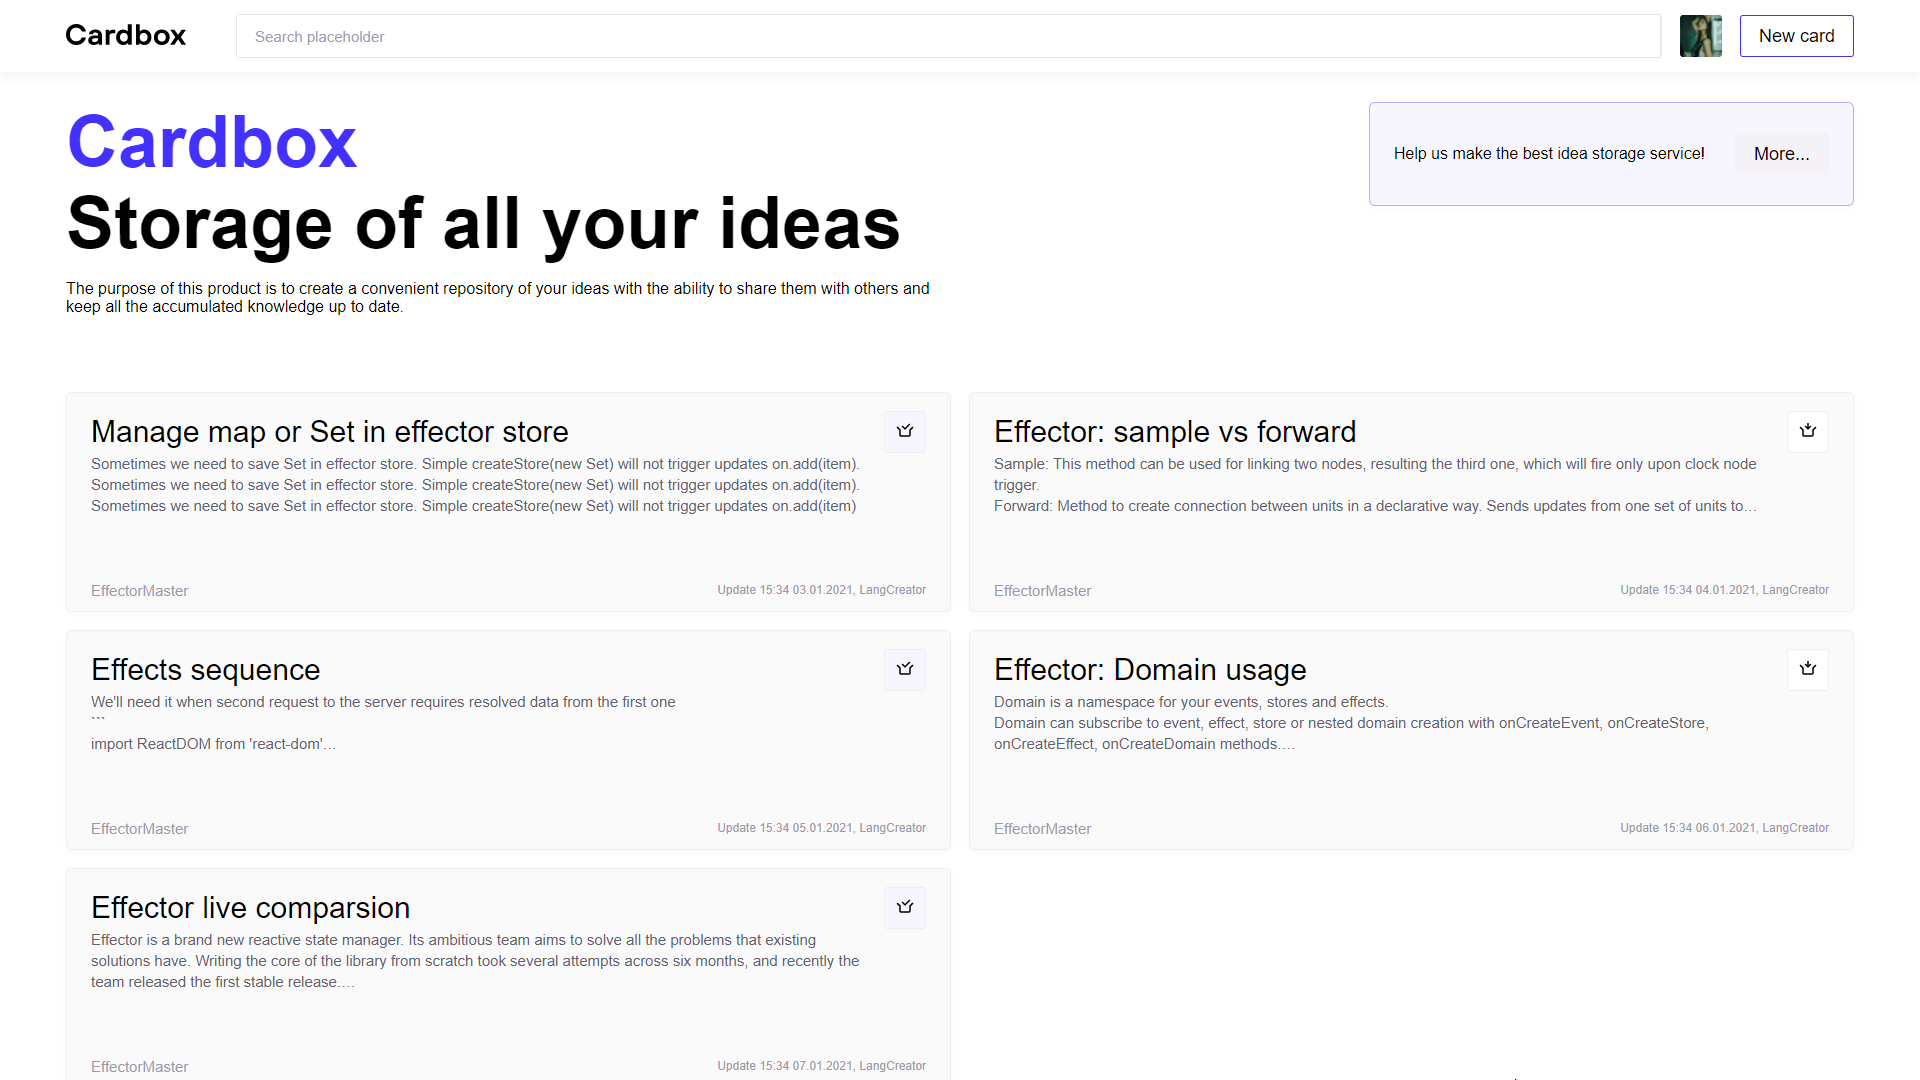 Cardbox
Search placeholder
New card
Cardbox
Storage of all your ideas
The purpose of this product is to create a convenient repository of your ideas with the ability to share them with others and
keep all the accumulated knowledge up to date.
Help us make the best idea storage service!
More...
Manage map or Set in effector store
Sometimes we need to save Set in effector store. Simple createStore(new Set) will not trigger updates on.add(item).
Sometimes we need to save Set in effector store. Simple createStore(new Set) will not trigger updates on.add(item).
Sometimes we need to save Set in effector store. Simple createStore(new Set) will not trigger updates on.add(item)
EffectorMaster
Update 15:34 03.01.2021, LangCreator
Effector: sample vs forward
Sample: This method can be used for linking two nodes, resulting the third one, which will fire only upon clock node
trigger.
Forward: Method to create connection between units in a declarative way. Sends updates from one set of units to…
EffectorMaster
Update 15:34 04.01.2021, LangCreator
Effects sequence
We'll need it when second request to the server requires resolved data from the first one
```
import ReactDOM from 'react-dom'…
EffectorMaster
Update 15:34 05.01.2021, LangCreator
Effector: Domain usage
Domain is a namespace for your events, stores and effects.
Domain can subscribe to event, effect, store or nested domain creation with onCreateEvent, onCreateStore,
onCreateEffect, onCreateDomain methods.…
EffectorMaster
Update 15:34 06.01.2021, LangCreator
Effector live comparsion
Effector is a brand new reactive state manager. Its ambitious team aims to solve all the problems that existing
solutions have. Writing the core of the library from scratch took several attempts across six months, and recently the
team released the first stable release.…
EffectorMaster
Update 15:34 07.01.2021, LangCreator